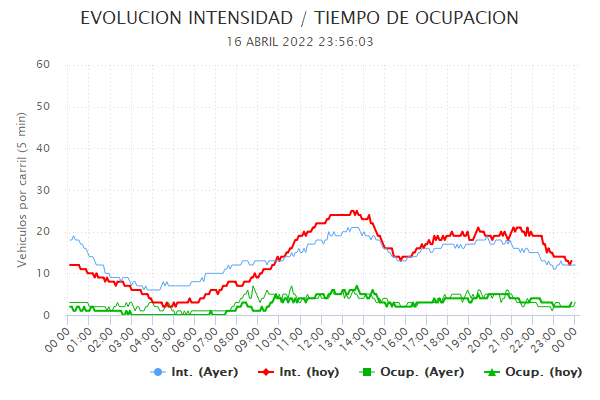 EVOLUCION INTENSIDAD / TIEMPO DE OCUPACION
16 ABRIL 2022 23:56:03
Vehiculos por carril (5 min)
60
50
40
30
20
10
0
00:00 01:00 02:00 03:00 04:00 05:00 06:00 07:00 08:00 09:00 10:00 11:00 12:00 13:00 14:00 15:00 16:00 17:00 18:00 19:00 20:00 21:00 22:00 23:00 00:00
Int. (Ayer) Int. (hoy) Ocup. (Ayer) Ocup. (hoy)